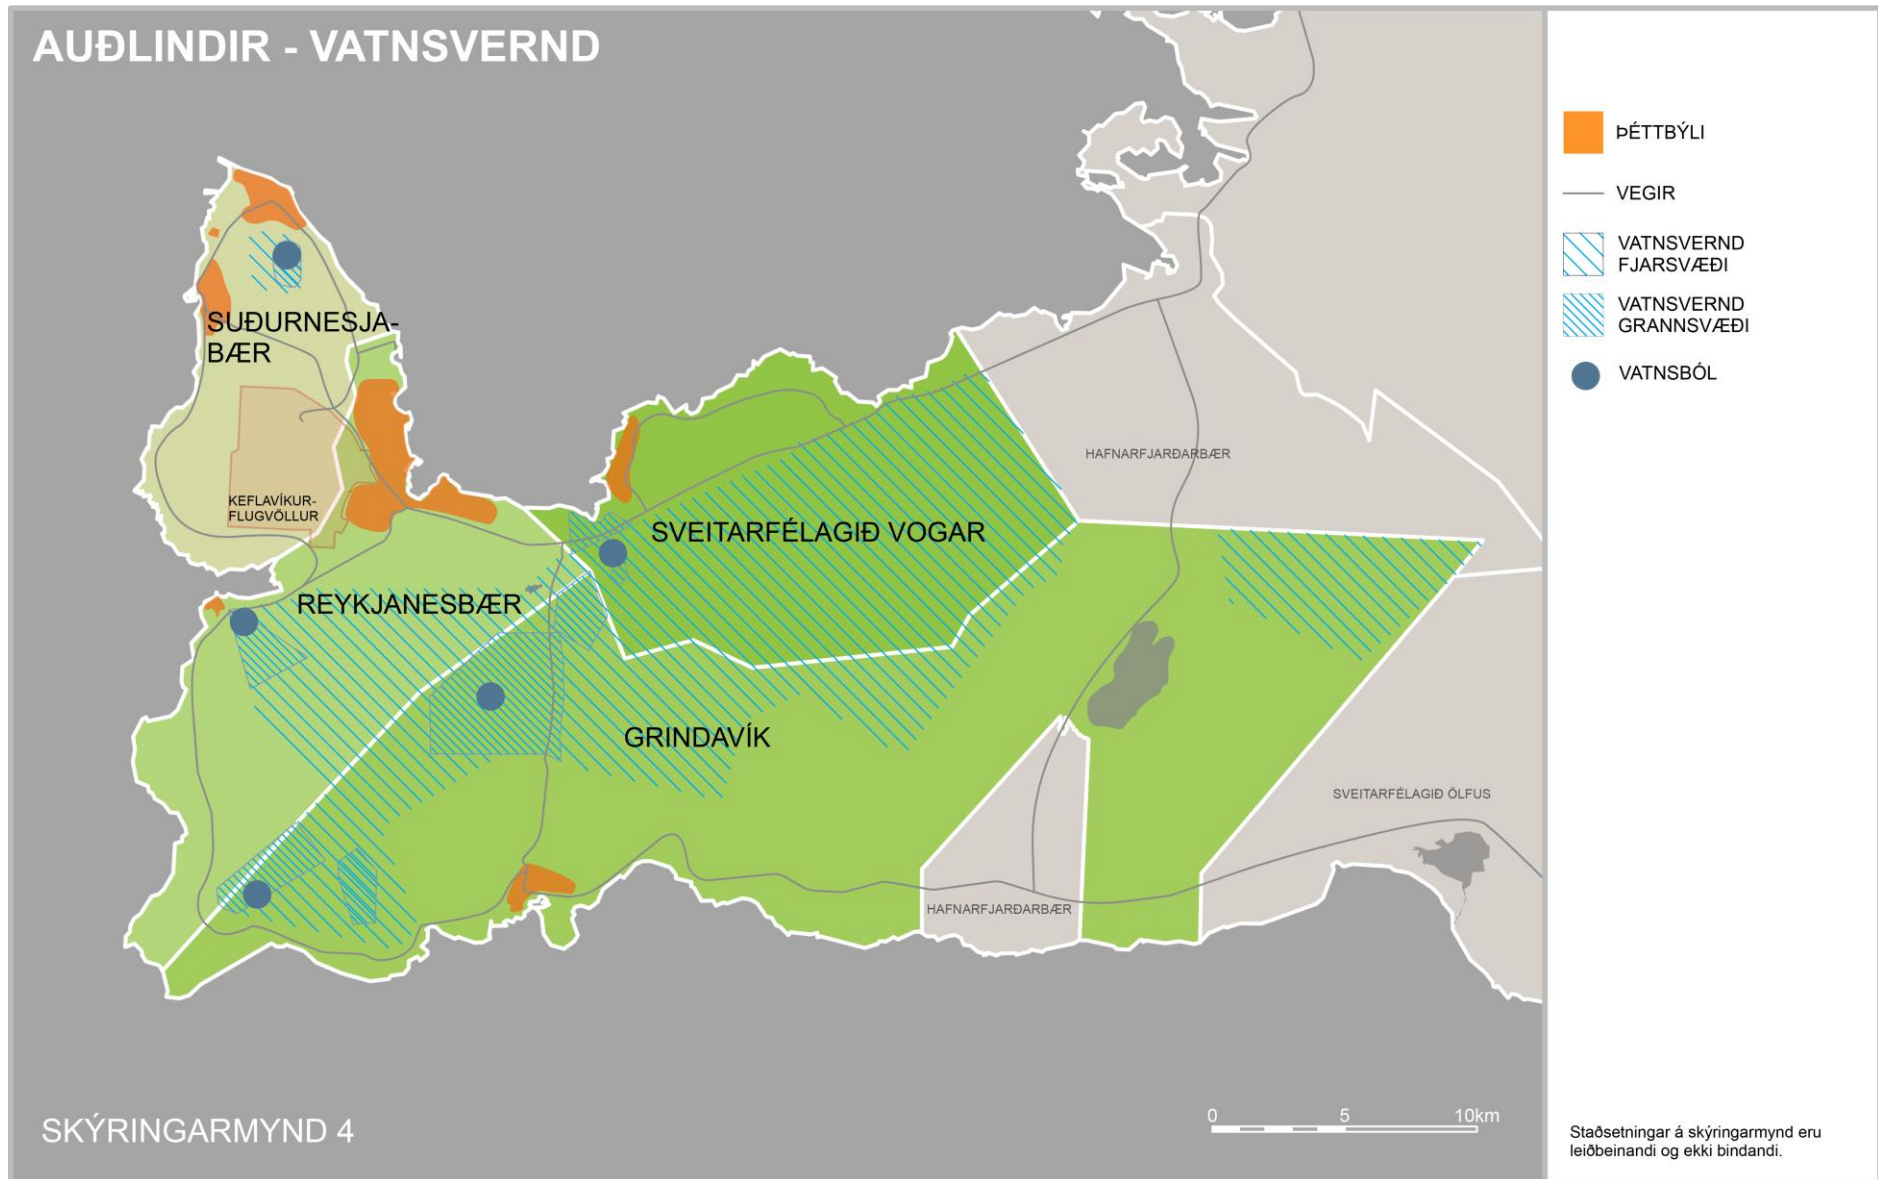 AUÐLINDIR - VATNSVERND
ÞÉTTBÝLI
VEGIR
VATNSVERND
FJARSVÆÐI
VATNSVERND
GRANNSVÆÐI
VATNSBÓL
SUÐURNESJA-
BÆR
KEFLAVÍKUR-
FLUGVÖLLUR
HAFNARFJARÐARBÆR
SVEITARFÉLAGIÐ VOGAR
REYKJANESBÆR
GRINDAVÍK
SVEITARFÉLAGIÐ ÖLFUS
HAFNARFJARÐARBÆR
SKÝRINGARMYND 4
0 5 10km
Staðsetningar á skýringarmynd eru
leiðbeinandi og ekki bindandi.